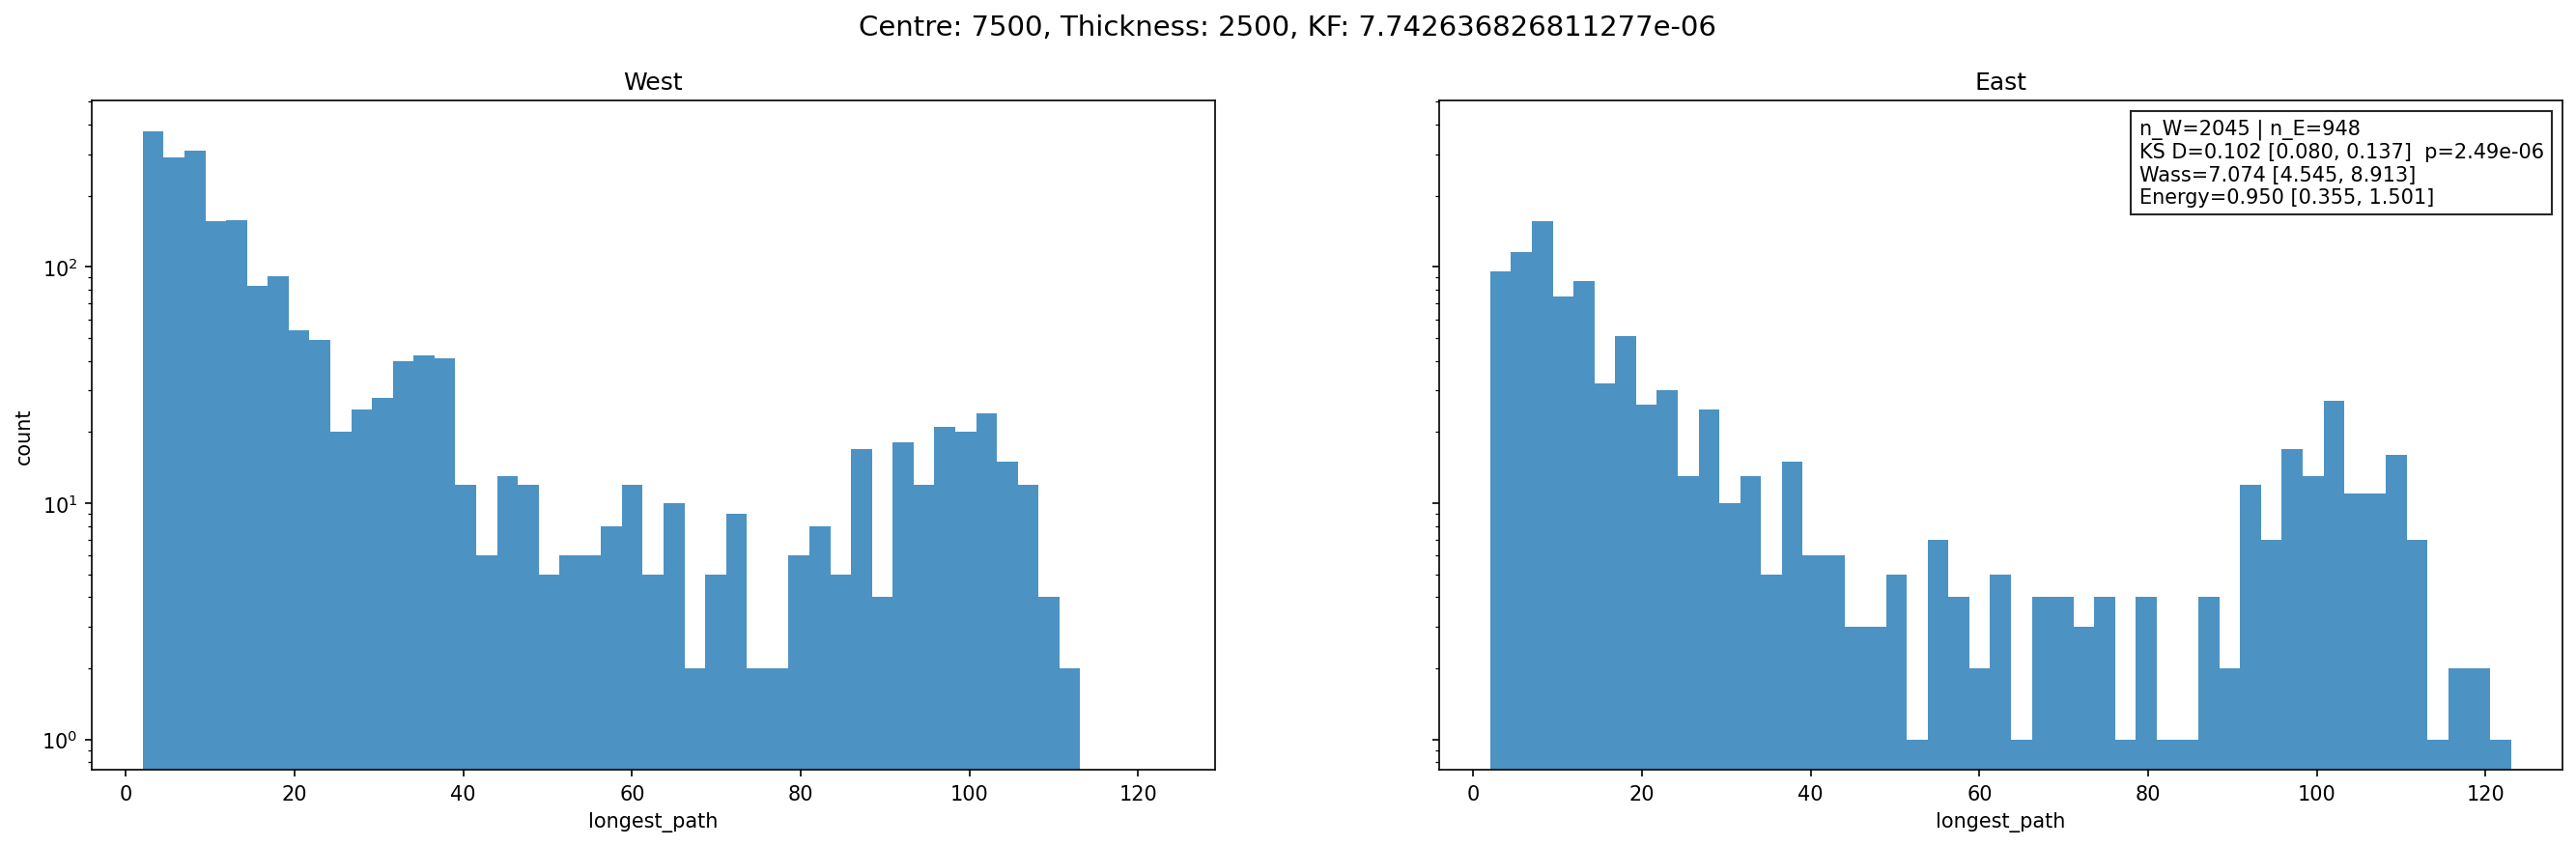 Centre: 7500, Thickness: 2500, KF: 7.742636826811277e-06
West
East
n_W=2045 | n_E=948
KS D=0.102 [0.080, 0.137]  p=2.49e-06
Wass=7.074 [4.545, 8.913]
Energy=0.950 [0.355, 1.501]
10²
10¹
10⁰
count
0 20 40 60 80 100 120
0 20 40 60 80 100 120
longest_path
longest_path